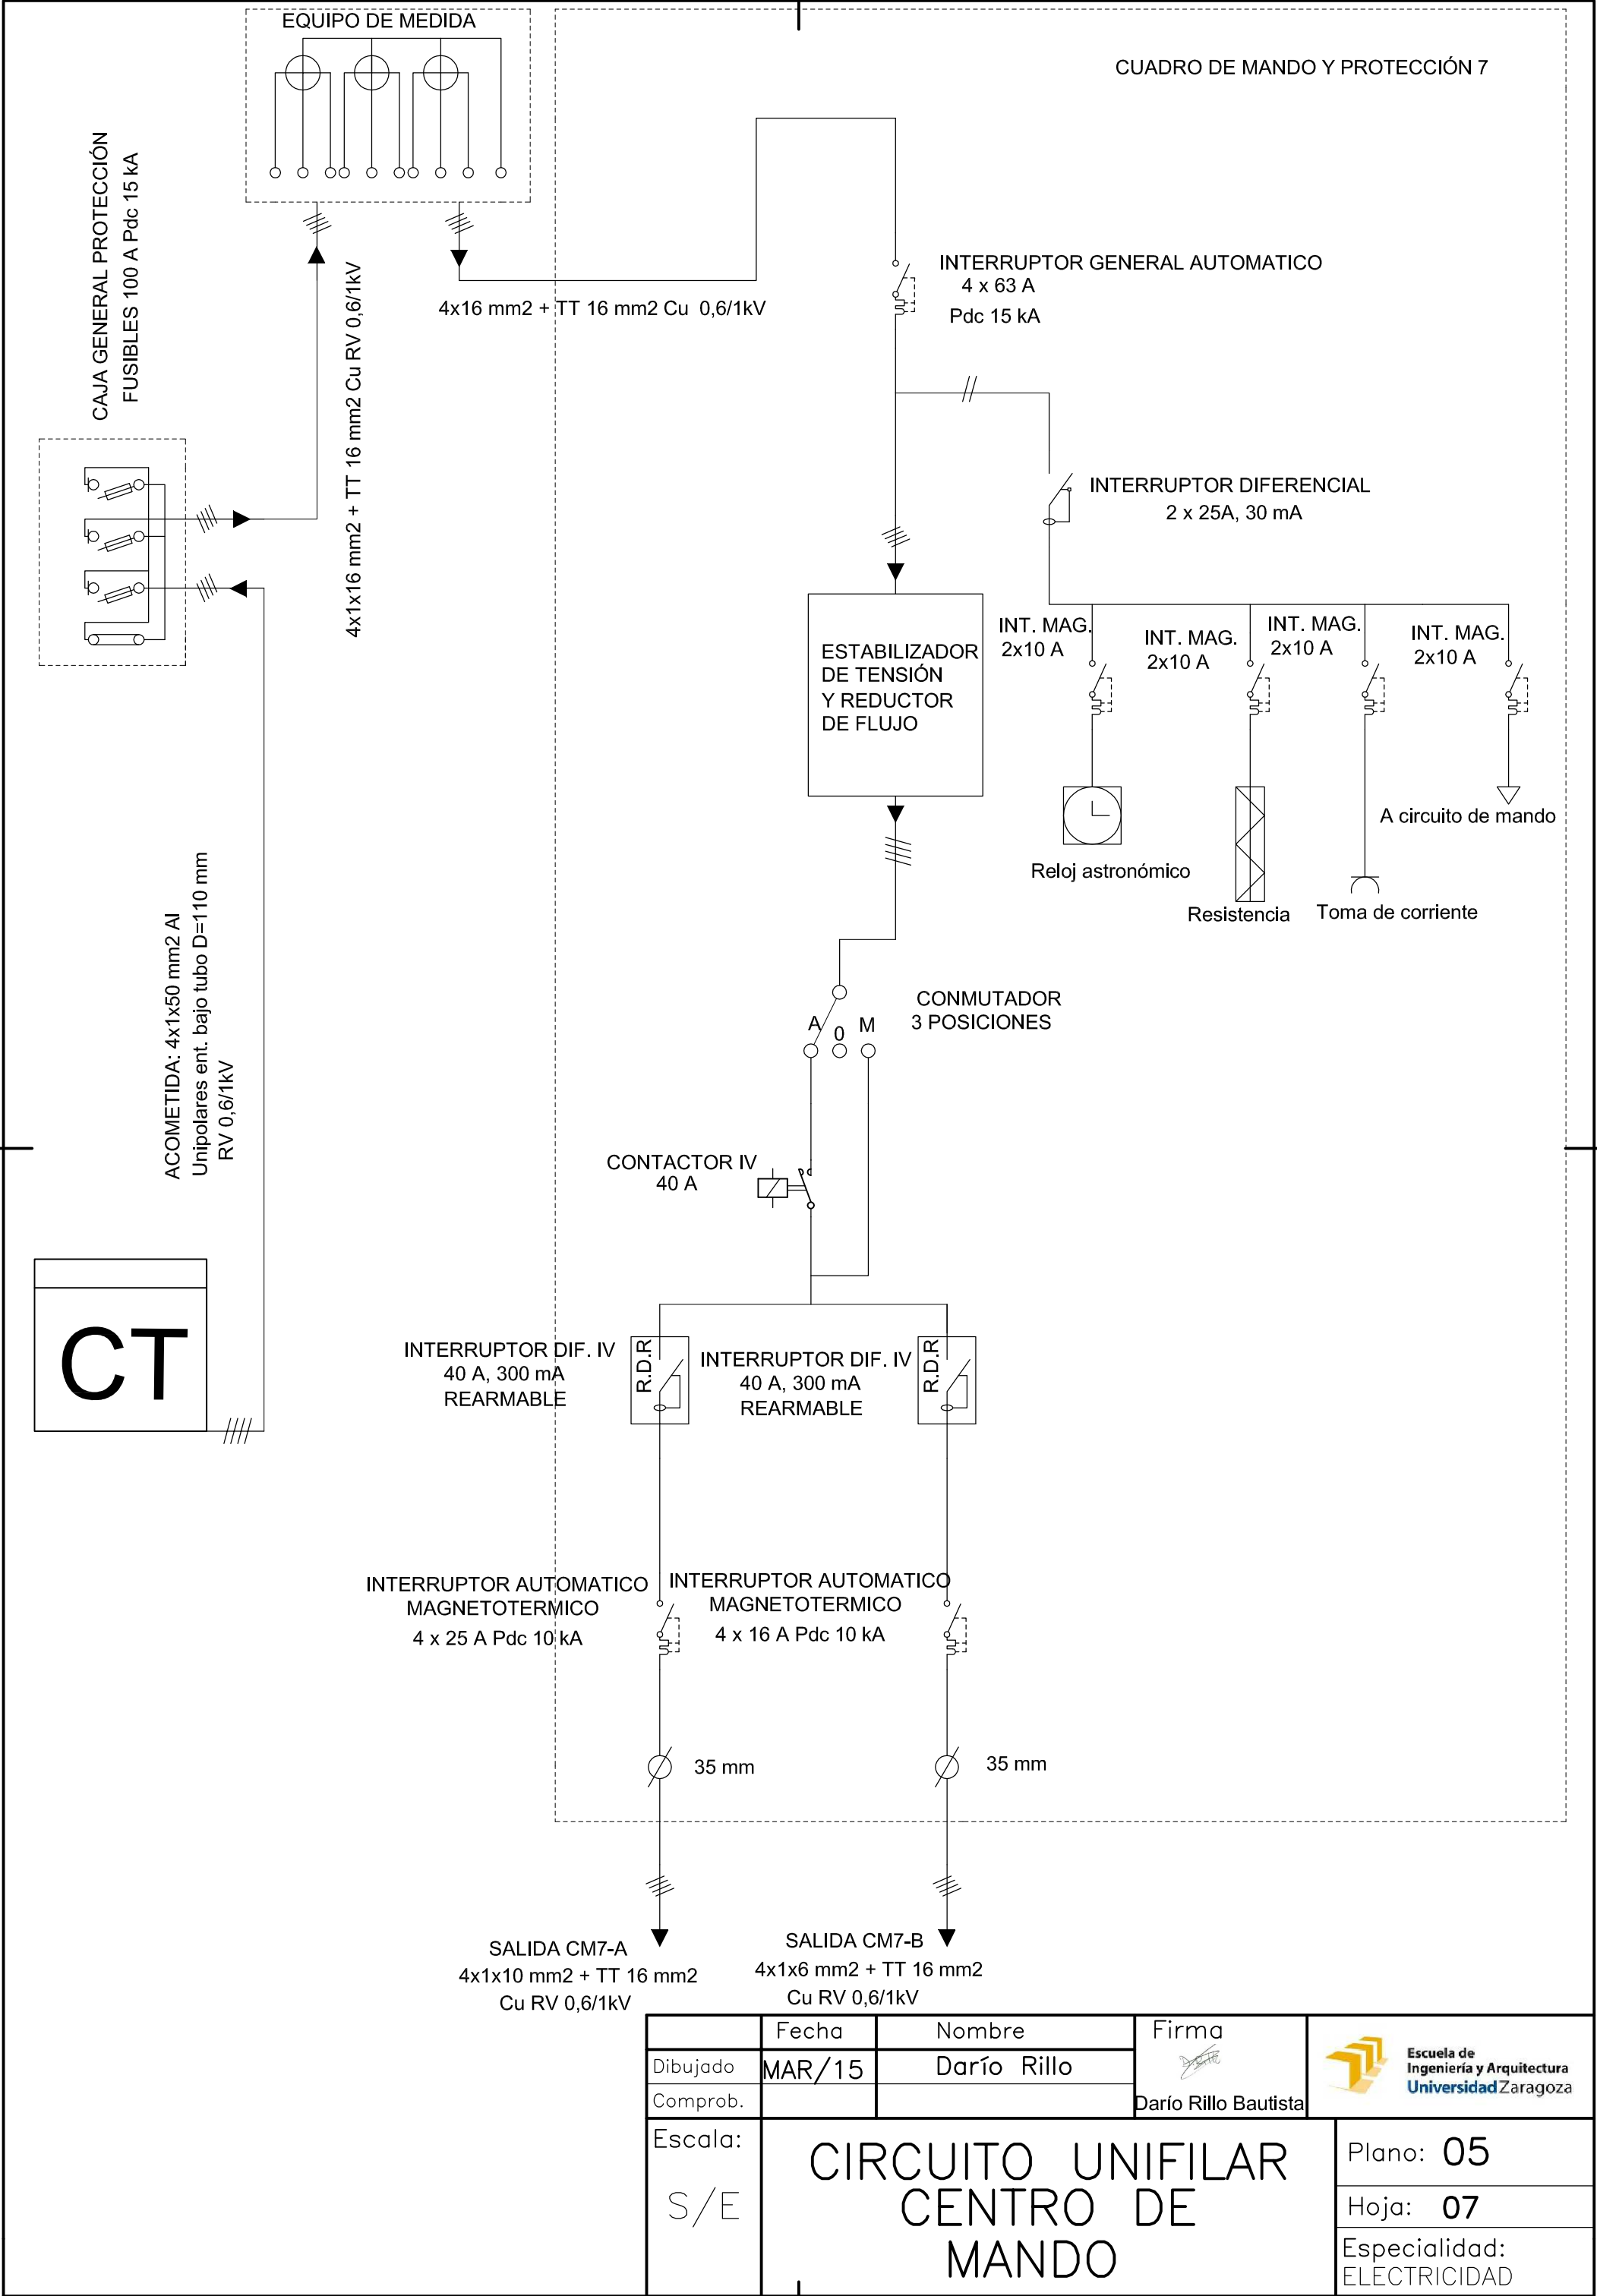 EQUIPO DE MEDIDA
CUADRO DE MANDO Y PROTECCIÓN 7
CAJA GENERAL PROTECCIÓN
FUSIBLES 100 A Pdc 15 kA
4x1x16 mm2 + TT 16 mm2 Cu RV 0,6/1kV
4x16 mm2 + TT 16 mm2 Cu 0,6/1kV
INTERRUPTOR GENERAL AUTOMATICO
4 x 63 A
Pdc 15 kA
INTERRUPTOR DIFERENCIAL
2 x 25A, 30 mA
ESTABILIZADOR
DE TENSIÓN
Y REDUCTOR
DE FLUJO
INT. MAG.
2x10 A
INT. MAG.
2x10 A
INT. MAG.
2x10 A
INT. MAG.
2x10 A
Reloj astronómico
Resistencia
Toma de corriente
A circuito de mando
ACOMETIDA: 4x1x50 mm2 Al
Unipolares ent. bajo tubo D=110 mm
RV 0,6/1kV
CONMUTADOR
3 POSICIONES
A 0 M
CONTACTOR IV
40 A
CT
INTERRUPTOR DIF. IV
40 A, 300 mA
REARMABLE
R.D.R
INTERRUPTOR DIF. IV
40 A, 300 mA
REARMABLE
R.D.R
INTERRUPTOR AUTOMATICO
MAGNETOTERMICO
4 x 25 A Pdc 10 kA
INTERRUPTOR AUTOMATICO
MAGNETOTERMICO
4 x 16 A Pdc 10 kA
35 mm
35 mm
SALIDA CM7-A
4x1x10 mm2 + TT 16 mm2
Cu RV 0,6/1kV
SALIDA CM7-B
4x1x6 mm2 + TT 16 mm2
Cu RV 0,6/1kV
Fecha Nombre Firma
Dibujado MAR/15 Darío Rillo
Comprob.
Darío Rillo Bautista
Escuela de
Ingeniería y Arquitectura
Universidad Zaragoza
Escala:
S/E
CIRCUITO UNIFILAR
CENTRO DE
MANDO
Plano: 05
Hoja: 07
Especialidad:
ELECTRICIDAD